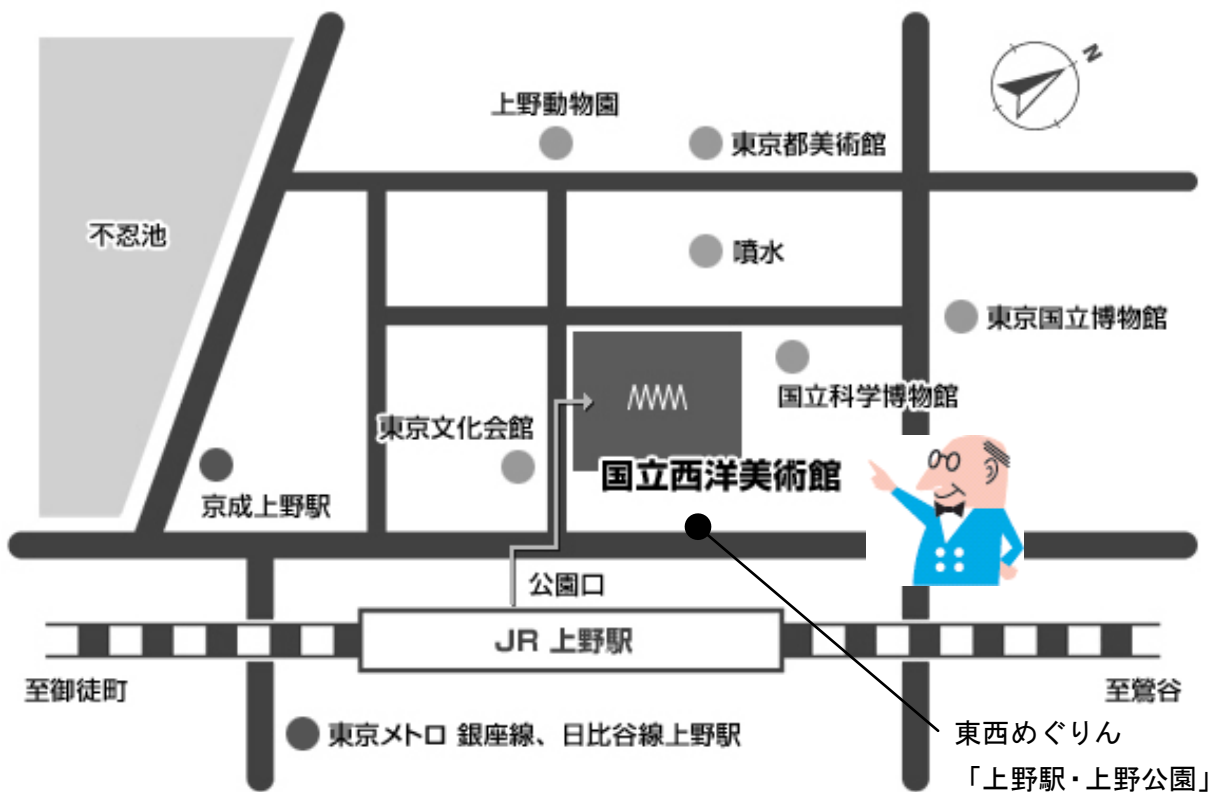 N
上野動物園
東京都美術館
不忍池
噴水
東京国立博物館
国立科学博物館
東京文化会館
国立西洋美術館
京成上野駅
公園口
JR 上野駅
至御徒町
至鶯谷
東京メトロ 銀座線、日比谷線上野駅
東西めぐりん
「上野駅・上野公園」